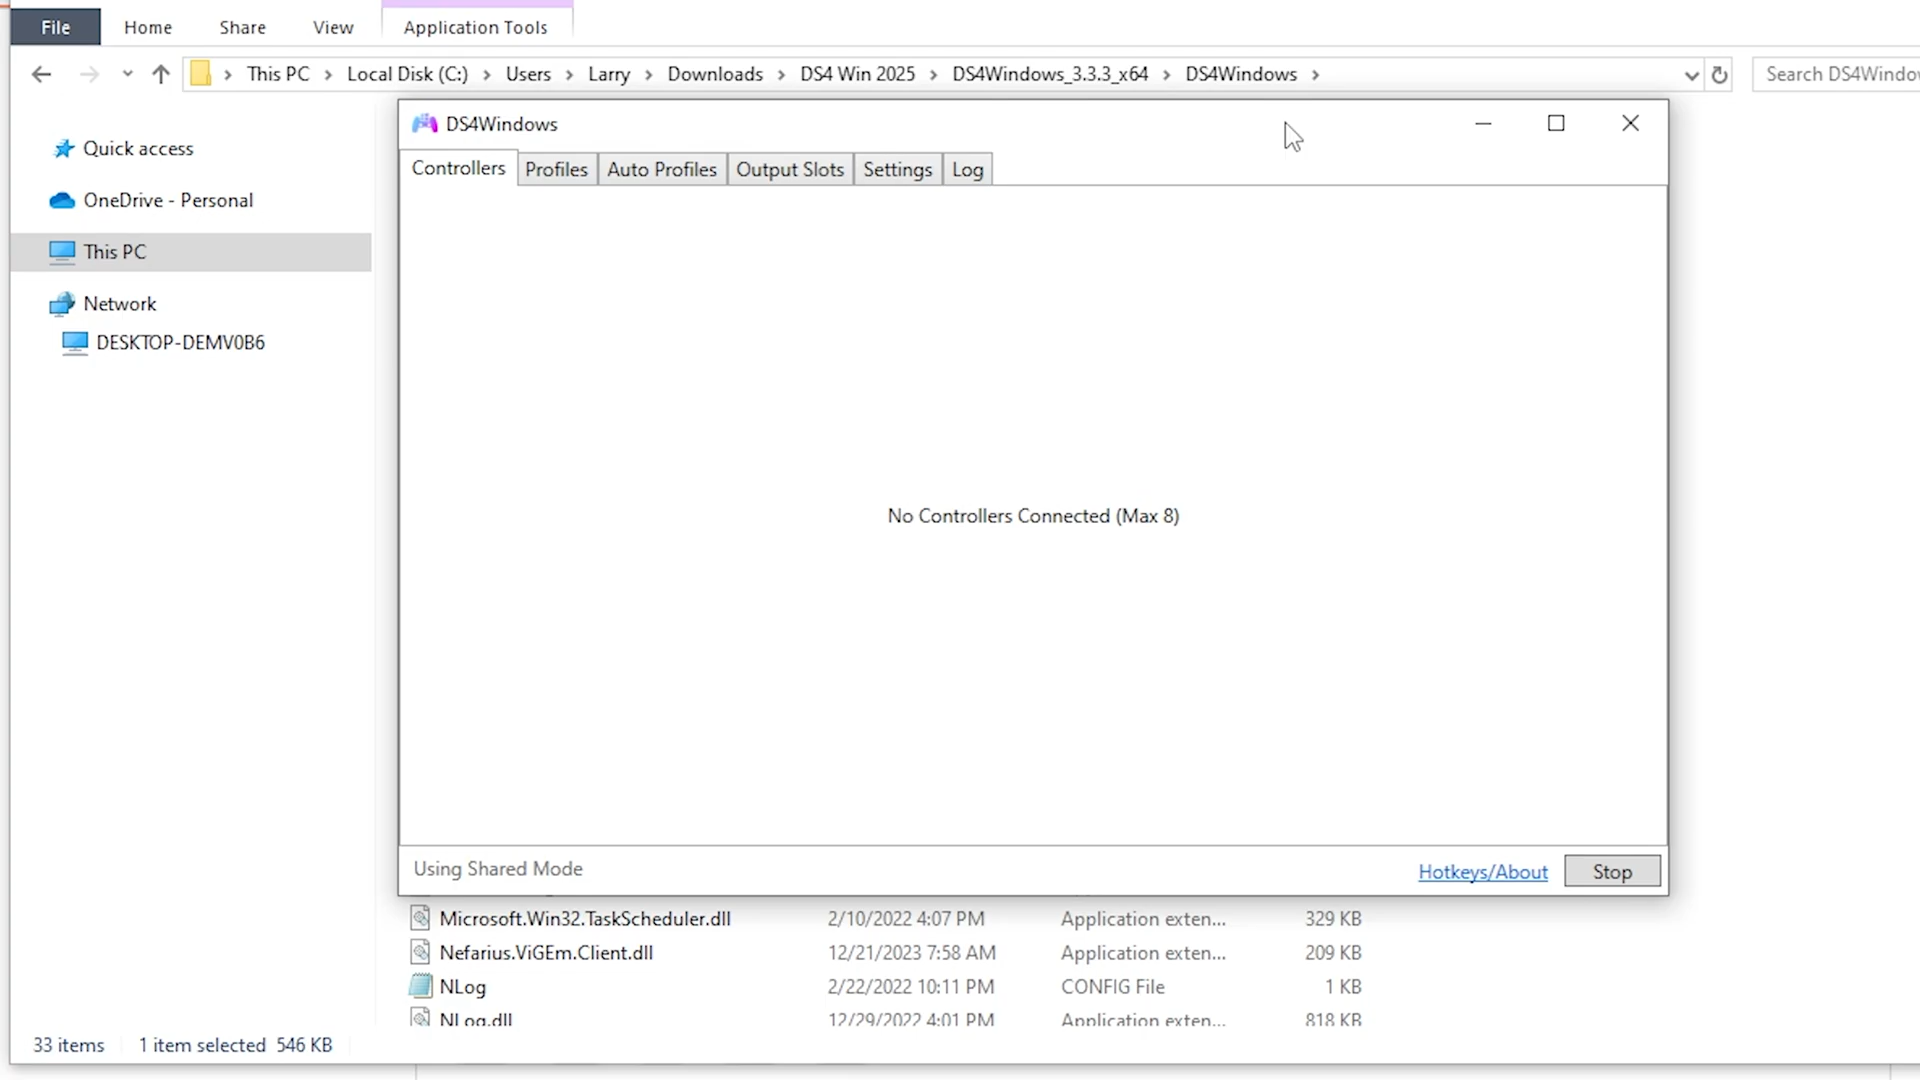 File Home Share View Application Tools
This PC Local Disk (C:) Users Larry Downloads DS4 Win 2025 DS4Windows_3.3.3_x64 DS4Windows
Search DS4Windo
Quick access
OneDrive - Personal
This PC
Network
DESKTOP-DEMV0B6
DS4Windows
Controllers Profiles Auto Profiles Output Slots Settings Log
No Controllers Connected (Max 8)
Using Shared Mode
Hotkeys/About Stop
Microsoft.Win32.TaskScheduler.dll 2/10/2022 4:07 PM Application exten... 329 KB
Nefarius.ViGEm.Client.dll 12/21/2023 7:58 AM Application exten... 209 KB
NLog 2/22/2022 10:11 PM CONFIG File 1 KB
NLog.dll 12/29/2022 4:01 PM Application exten... 818 KB
33 items 1 item selected 546 KB